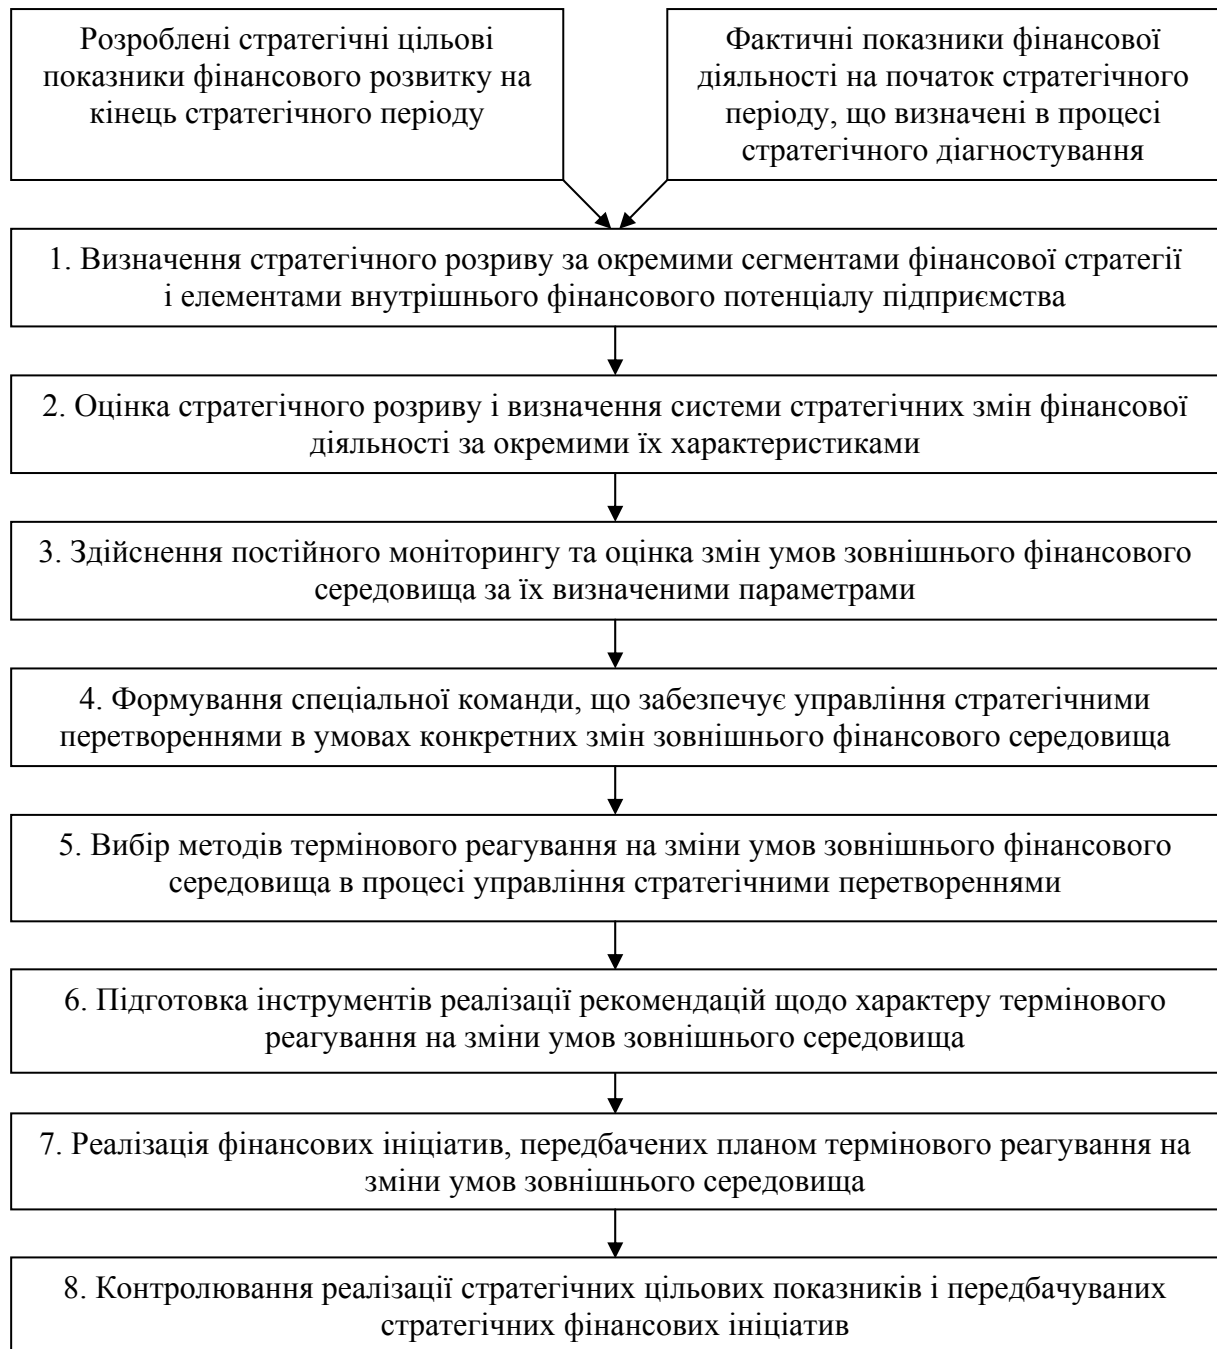 Розроблені стратегічні цільові
показники фінансового розвитку на
кінець стратегічного періоду
Фактичні показники фінансової
діяльності на початок стратегічного
періоду, що визначені в процесі
стратегічного діагностування
1. Визначення стратегічного розриву за окремими сегментами фінансової стратегії
і елементами внутрішнього фінансового потенціалу підприємства
2. Оцінка стратегічного розриву і визначення системи стратегічних змін фінансової
діяльності за окремими їх характеристиками
3. Здійснення постійного моніторингу та оцінка змін умов зовнішнього фінансового
середовища за їх визначеними параметрами
4. Формування спеціальної команди, що забезпечує управління стратегічними
перетвореннями в умовах конкретних змін зовнішнього фінансового середовища
5. Вибір методів термінового реагування на зміни умов зовнішнього фінансового
середовища в процесі управління стратегічними перетвореннями
6. Підготовка інструментів реалізації рекомендацій щодо характеру термінового
реагування на зміни умов зовнішнього середовища
7. Реалізація фінансових ініціатив, передбачених планом термінового реагування на
зміни умов зовнішнього середовища
8. Контролювання реалізації стратегічних цільових показників і передбачуваних
стратегічних фінансових ініціатив